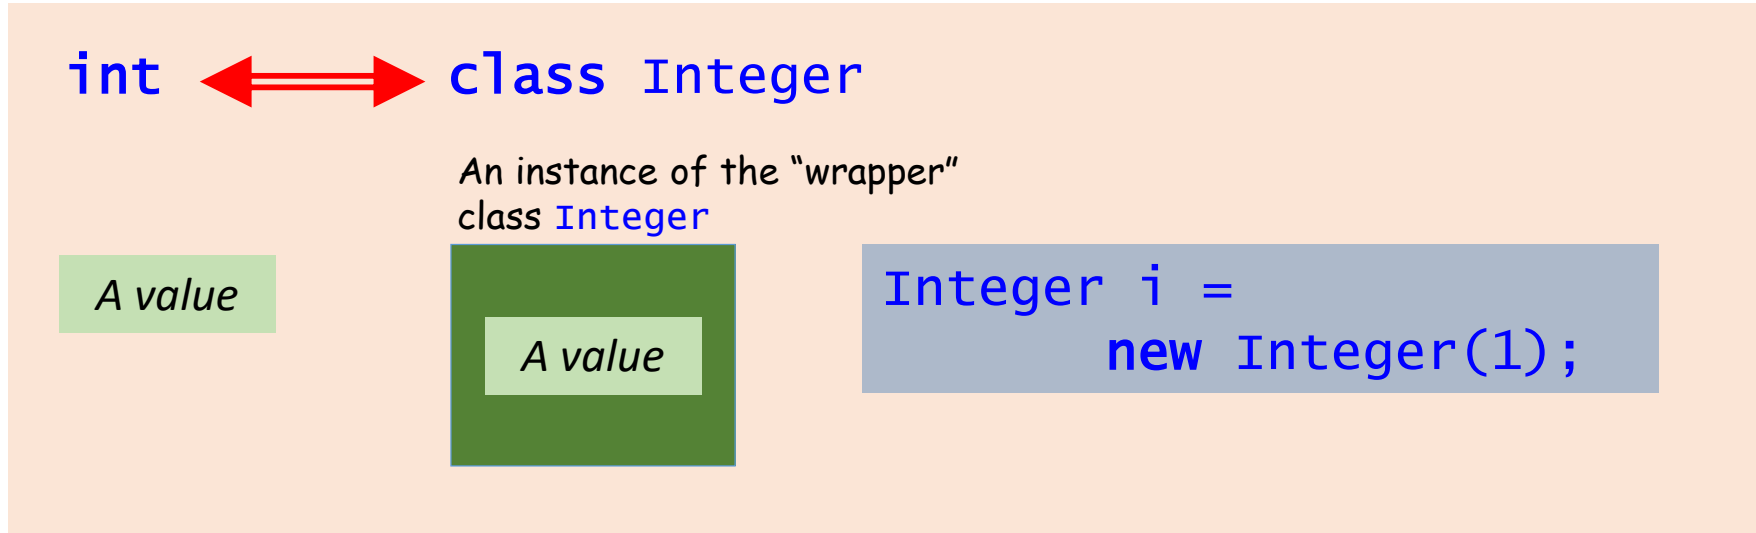 int class Integer
An instance of the “wrapper”
class Integer
A value
A value
Integer i =
new Integer(1);